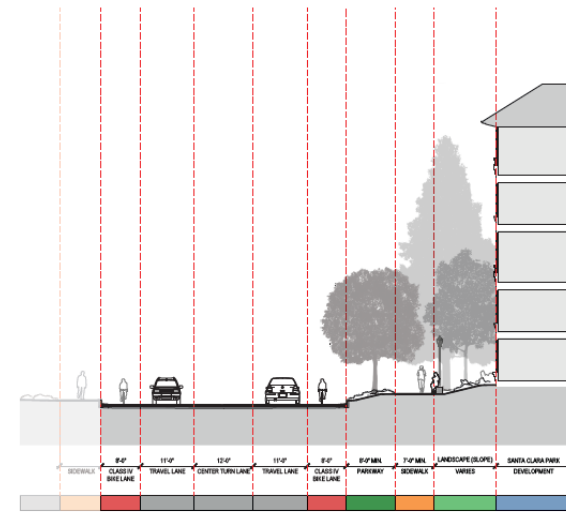 8'-0" 11'-0" 12'-0" 11'-0" 8'-0" 8'-0" MIN. 7'-0" MIN. LANDSCAPE (SLOPE) SANTA CLARA PARK
SIDEWALK CLASS IV TRAVEL LANE CENTER TURN LANE TRAVEL LANE CLASS IV PARKWAY SIDEWALK VARIES DEVELOPMENT
BIKE LANE BIKE LANE